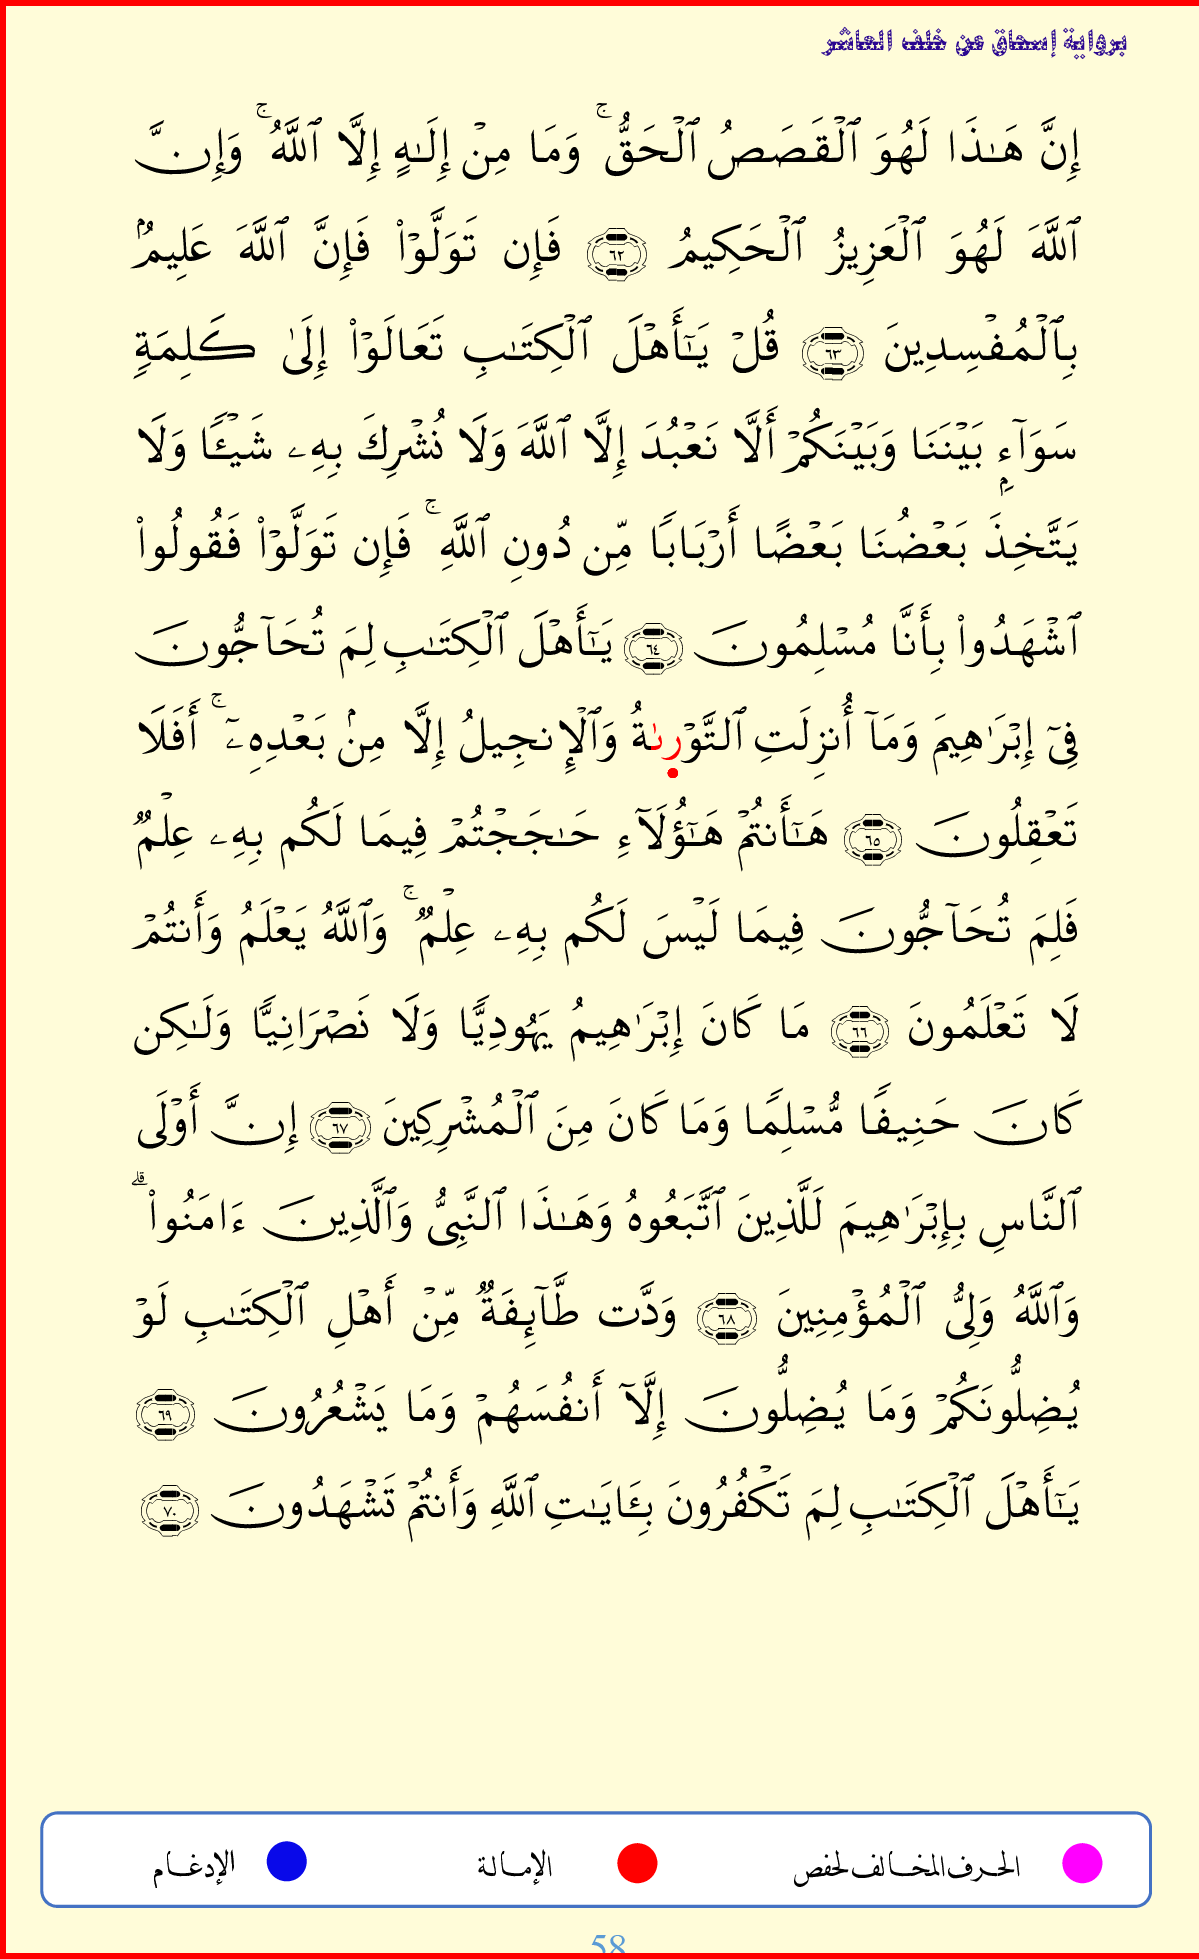 برواية إسحاق عن خلف العاشر
إِنَّ هَـٰذَا لَهُوَ ٱلۡقَصَصُ ٱلۡحَقُّۚ وَمَا مِنۡ إِلَـٰهٍ إِلَّا ٱللَّهُۚ وَإِنَّ
ٱللَّهَ لَهُوَ ٱلۡعَزِيزُ ٱلۡحَكِيمُ ٦٢ فَإِن تَوَلَّوۡا۟ فَإِنَّ ٱللَّهَ عَلِيمُۢ
بِٱلۡمُفۡسِدِينَ ٦٣ قُلۡ يَـٰٓأَهۡلَ ٱلۡكِتَـٰبِ تَعَالَوۡا۟ إِلَىٰ كَلِمَةٍ
سَوَآءِۭ بَيۡنَنَا وَبَيۡنَكُمۡ أَلَّا نَعۡبُدَ إِلَّا ٱللَّهَ وَلَا نُشۡرِكَ بِهِۦ شَيۡـًٔا وَلَا
يَتَّخِذَ بَعۡضُنَا بَعۡضًا أَرۡبَابًا مِّن دُونِ ٱللَّهِۚ فَإِن تَوَلَّوۡا۟ فَقُولُوا۟
ٱشۡهَدُوا۟ بِأَنَّا مُسۡلِمُونَ ٦٤ يَـٰٓأَهۡلَ ٱلۡكِتَـٰبِ لِمَ تُحَآجُّونَ
فِىٓ إِبۡرَٰهِيمَ وَمَآ أُنزِلَتِ ٱلتَّوۡرىٰةُ وَٱلۡإِنجِيلُ إِلَّا مِنۢ بَعۡدِهِۦٓۚ أَفَلَا
تَعۡقِلُونَ ٦٥ هَـٰٓأَنتُمۡ هَـٰٓؤُلَآءِ حَـٰجَجۡتُمۡ فِيمَا لَكُم بِهِۦ عِلۡمٌ
فَلِمَ تُحَآجُّونَ فِيمَا لَيۡسَ لَكُم بِهِۦ عِلۡمٌۚ وَٱللَّهُ يَعۡلَمُ وَأَنتُمۡ
لَا تَعۡلَمُونَ ٦٦ مَا كَانَ إِبۡرَٰهِيمُ يَهُودِيًّا وَلَا نَصۡرَانِيًّا وَلَـٰكِن
كَانَ حَنِيفًا مُّسۡلِمًا وَمَا كَانَ مِنَ ٱلۡمُشۡرِكِينَ ٦٧ إِنَّ أَوۡلَى
ٱلنَّاسِ بِإِبۡرَٰهِيمَ لَلَّذِينَ ٱتَّبَعُوهُ وَهَـٰذَا ٱلنَّبِىُّ وَٱلَّذِينَ ءَامَنُوا۟ۗ
وَٱللَّهُ وَلِىُّ ٱلۡمُؤۡمِنِينَ ٦٨ وَدَّت طَّآئِفَةٌ مِّنۡ أَهۡلِ ٱلۡكِتَـٰبِ لَوۡ
يُضِلُّونَكُمۡ وَمَا يُضِلُّونَ إِلَّآ أَنفُسَهُمۡ وَمَا يَشۡعُرُونَ ٦٩
يَـٰٓأَهۡلَ ٱلۡكِتَـٰبِ لِمَ تَكۡفُرُونَ بِـَٔايَـٰتِ ٱللَّهِ وَأَنتُمۡ تَشۡهَدُونَ ٧٠
الحرف المخالف لحفص الإمالة الإدغام
58